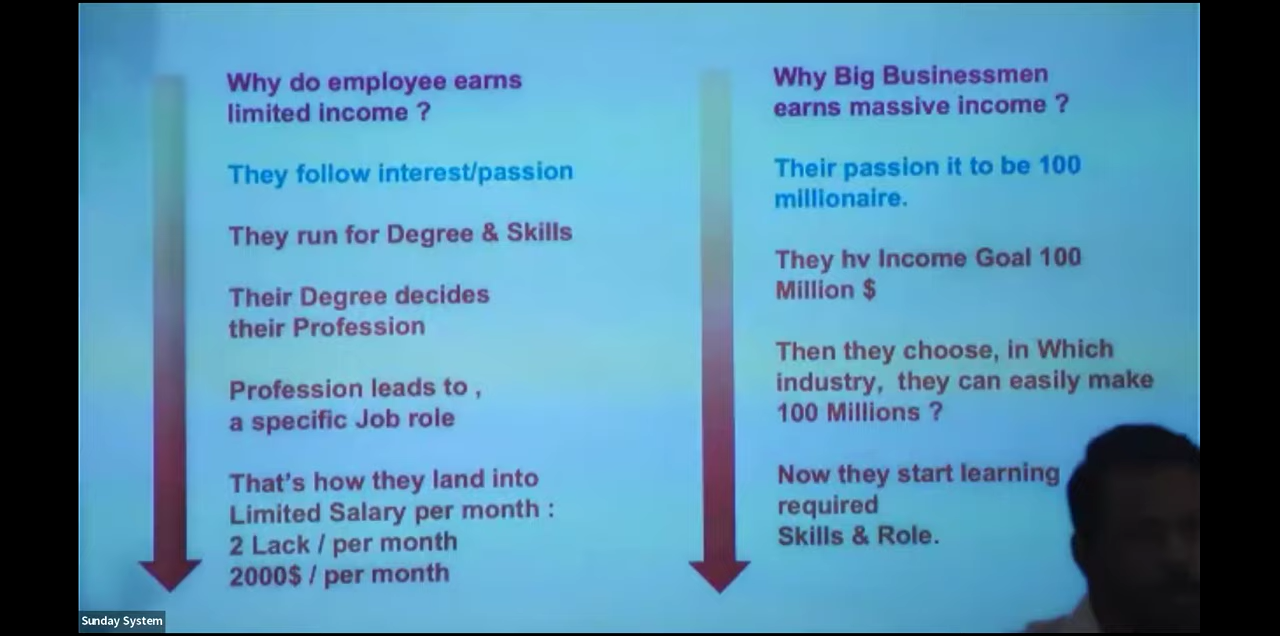 Why do employee earns
limited income ?
They follow interest/passion
They run for Degree & Skills
Their Degree decides
their Profession
Profession leads to ,
a specific Job role
That's how they land into
Limited Salary per month :
2 Lack / per month
2000$ / per month
Why Big Businessmen
earns massive income ?
Their passion it to be 100
millionaire.
They hv Income Goal 100
Million $
Then they choose, in Which
industry, they can easily make
100 Millions ?
Now they start learning
required
Skills & Role.
Sunday System